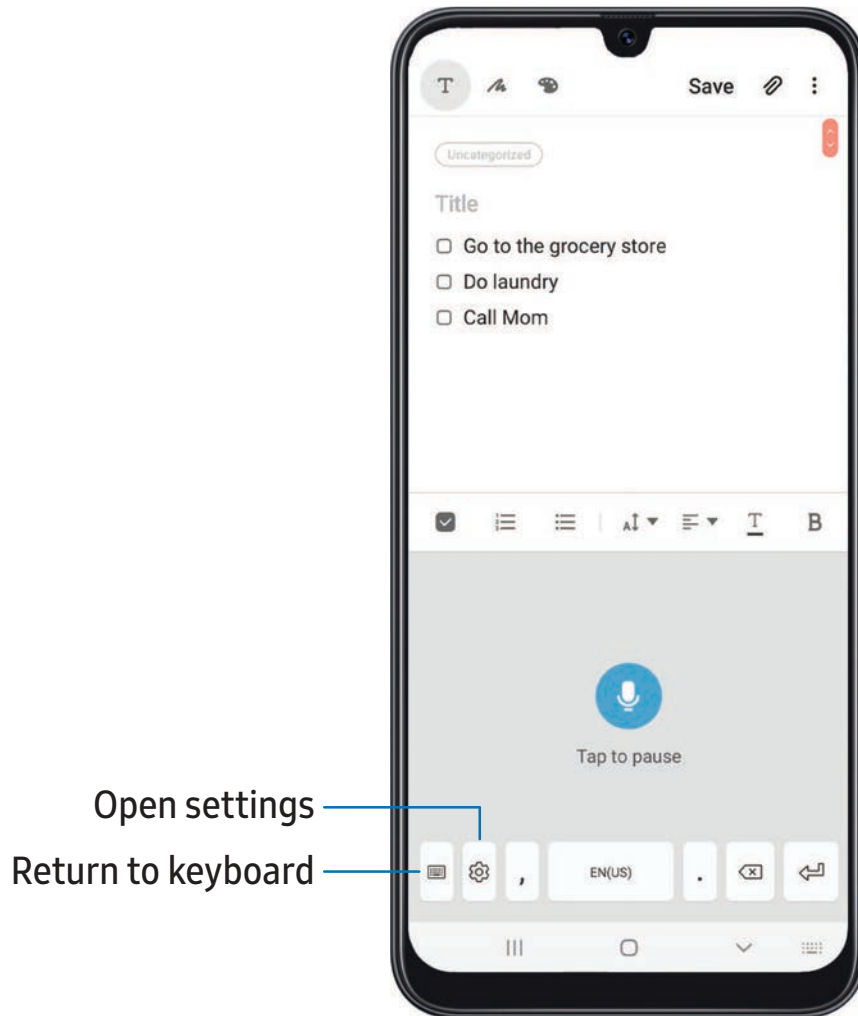 T
Save
Uncategorized
Title
Go to the grocery store
Do laundry
Call Mom
A
T
B
Tap to pause
Open settings
Return to keyboard
,
EN(US)
.